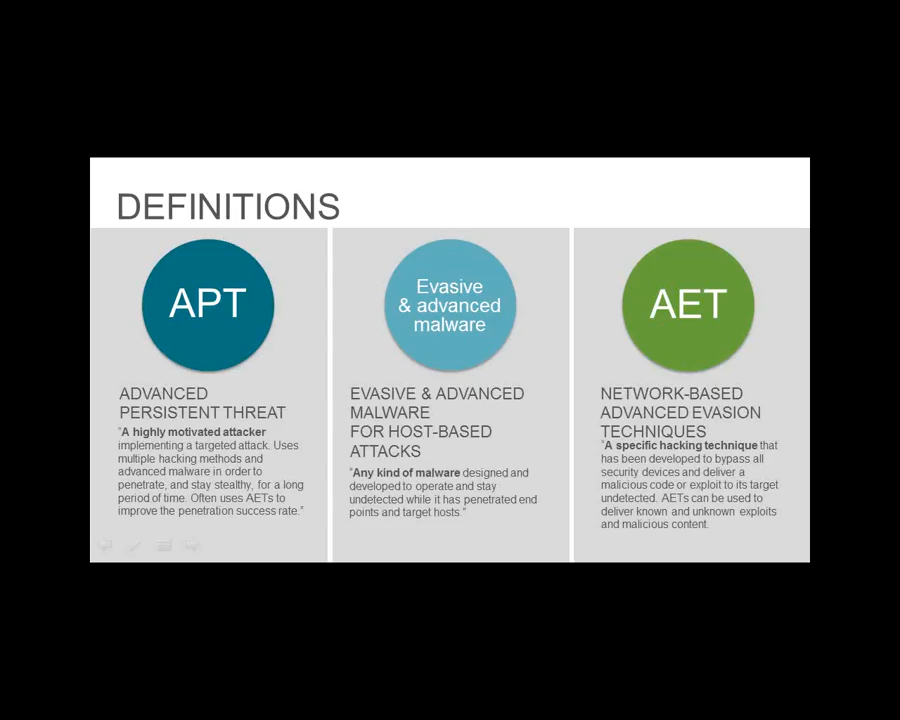 DEFINITIONS
APT
ADVANCED
PERSISTENT THREAT
"A highly motivated attacker
implementing a targeted attack. Uses
multiple hacking methods and
advanced malware in order to
penetrate, and stay stealthy, for a long
period of time. Often uses AETs to
improve the penetration success rate."
Evasive
& advanced
malware
EVASIVE & ADVANCED
MALWARE
FOR HOST-BASED
ATTACKS
"Any kind of malware designed and
developed to operate and stay
undetected while it has penetrated end
points and target hosts."
AET
NETWORK-BASED
ADVANCED EVASION
TECHNIQUES
"A specific hacking technique that
has been developed to bypass all
security devices and deliver a
malicious code or exploit to its target
undetected. AETs can be used to
deliver known and unknown exploits
and malicious content.